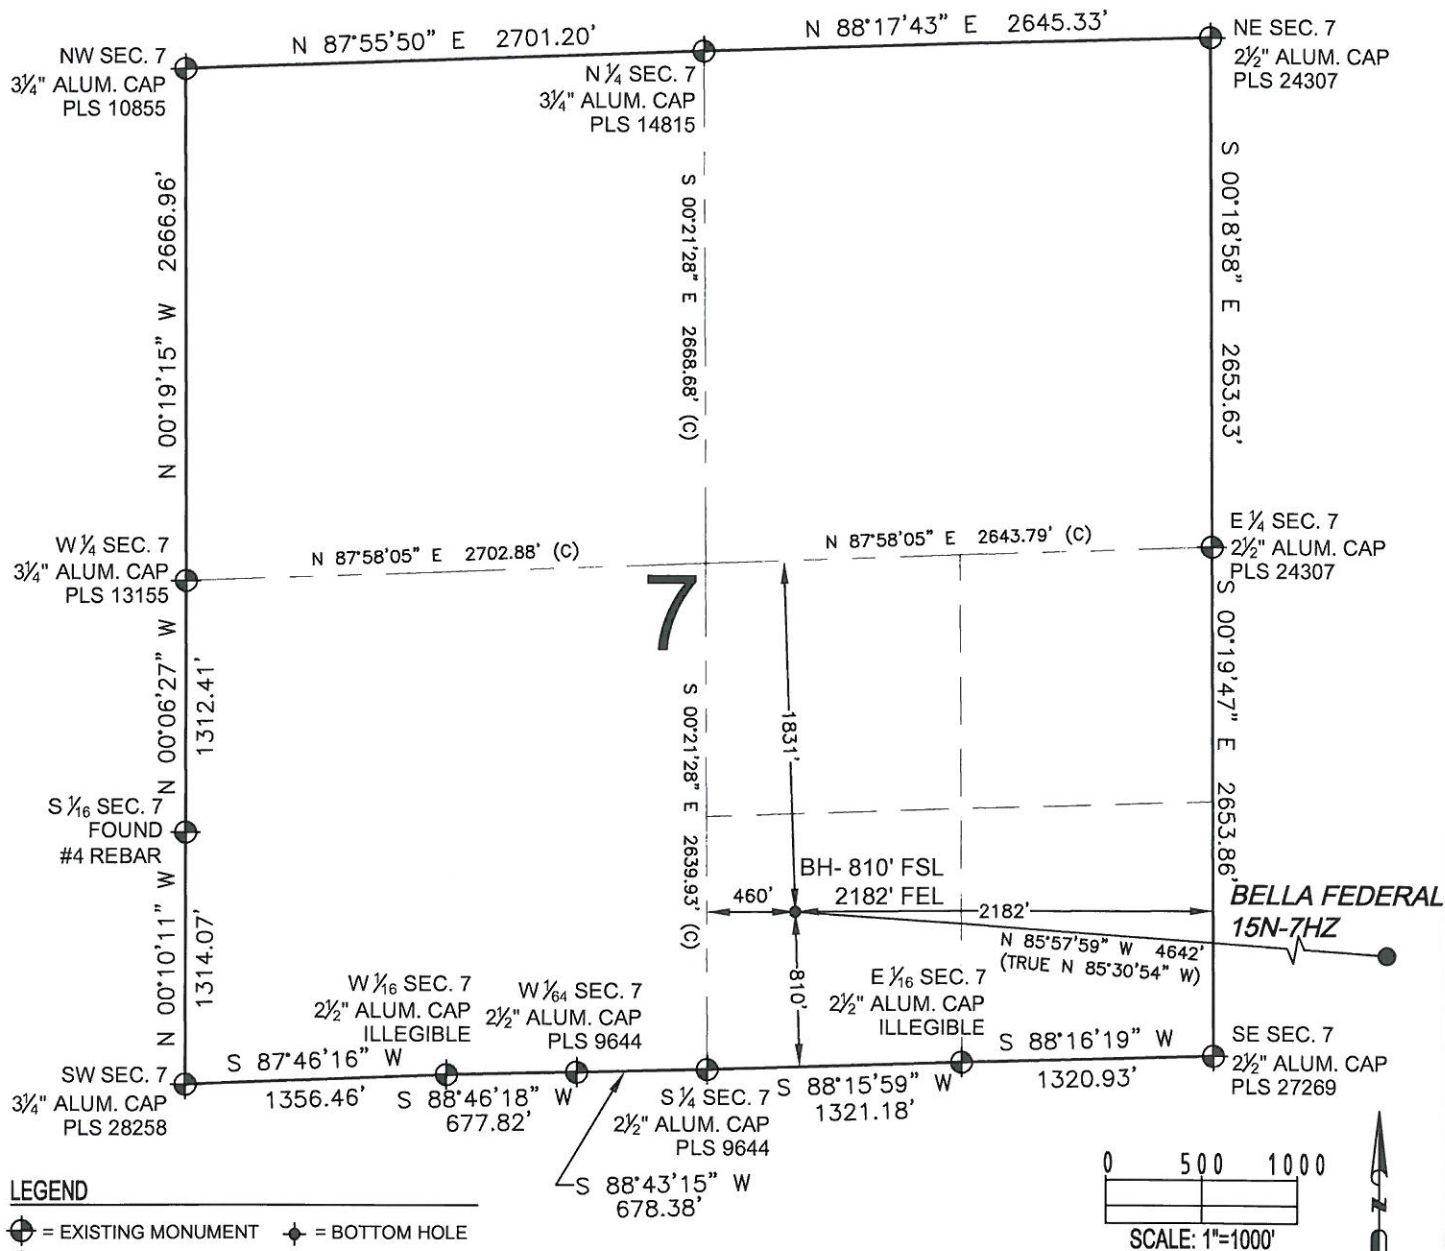 N 87°55'50" E 2701.20'
N 88°17'43" E 2645.33'
NW SEC. 7
3¼" ALUM. CAP
PLS 10855
N ¼ SEC. 7
3¼" ALUM. CAP
PLS 14815
NE SEC. 7
2½" ALUM. CAP
PLS 24307
N 00°19'15" W 2666.96'
S 00°21'28" E 2668.68' (C)
S 00°18'58" E 2653.63'
W ¼ SEC. 7
3¼" ALUM. CAP
PLS 13155
N 87°58'05" E 2702.88' (C)
N 87°58'05" E 2643.79' (C)
E ¼ SEC. 7
2½" ALUM. CAP
PLS 24307
7
N 00°06'27" W
1312.41'
S 00°21'28" E 2639.93' (C)
1831'
S 00°19'47" E 2653.86'
S 1⁄16 SEC. 7
FOUND
#4 REBAR
BH- 810' FSL
2182' FEL
460'
2182'
BELLA FEDERAL
15N-7HZ
N 85°57'59" W 4642'
(TRUE N 85°30'54" W)
810'
N 00°10'11" W
1314.07'
W 1⁄16 SEC. 7
2½" ALUM. CAP
ILLEGIBLE
W 1⁄64 SEC. 7
2½" ALUM. CAP
PLS 9644
E 1⁄16 SEC. 7
2½" ALUM. CAP
ILLEGIBLE
SW SEC. 7
3¼" ALUM. CAP
PLS 28258
S 87°46'16" W
1356.46'
S 88°46'18" W
677.82'
S ¼ SEC. 7
2½" ALUM. CAP
PLS 9644
S 88°15'59" W
1321.18'
S 88°16'19" W
1320.93'
SE SEC. 7
2½" ALUM. CAP
PLS 27269
S 88°43'15" W
678.38'
LEGEND
= EXISTING MONUMENT
= BOTTOM HOLE
0 500 1000
SCALE: 1"=1000'
N